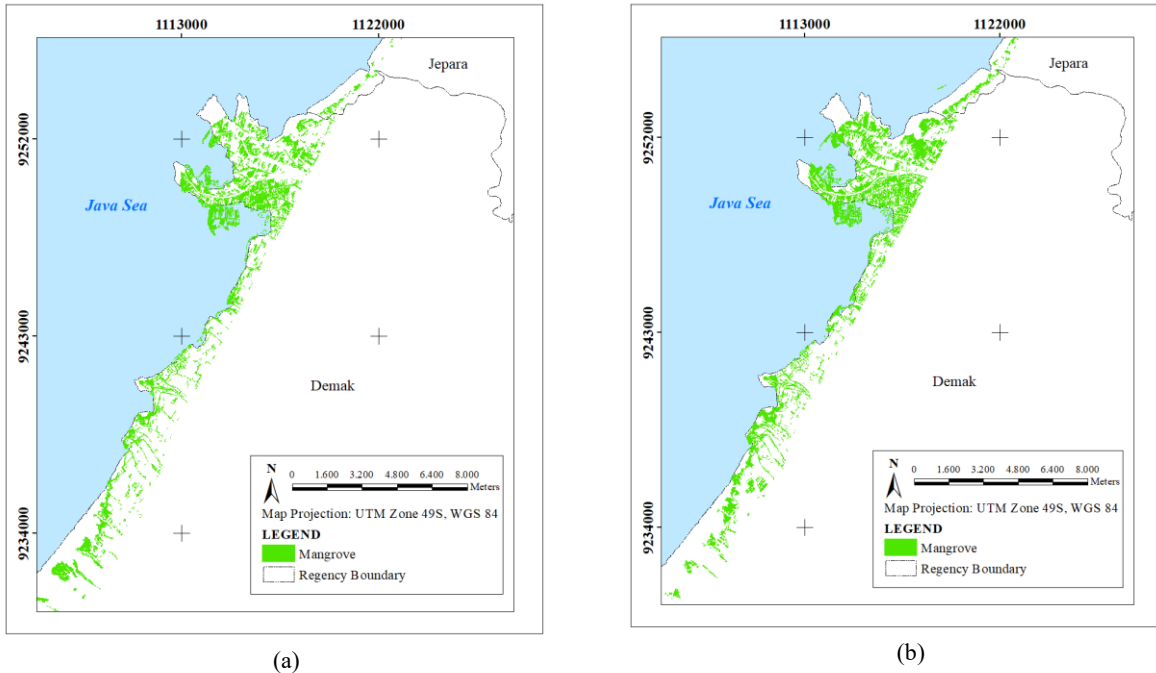 1113000 1122000
Jepara
9252000
Java Sea
9243000
Demak
N
0 1.600 3.200 4.800 6.400 8.000
Meters
Map Projection: UTM Zone 49S, WGS 84
9234000
LEGEND
Mangrove
Regency Boundary
(a)
1113000 1122000
Jepara
9252000
Java Sea
9243000
Demak
N
0 1.600 3.200 4.800 6.400 8.000
Meters
Map Projection: UTM Zone 49S, WGS 84
9234000
LEGEND
Mangrove
Regency Boundary
(b)